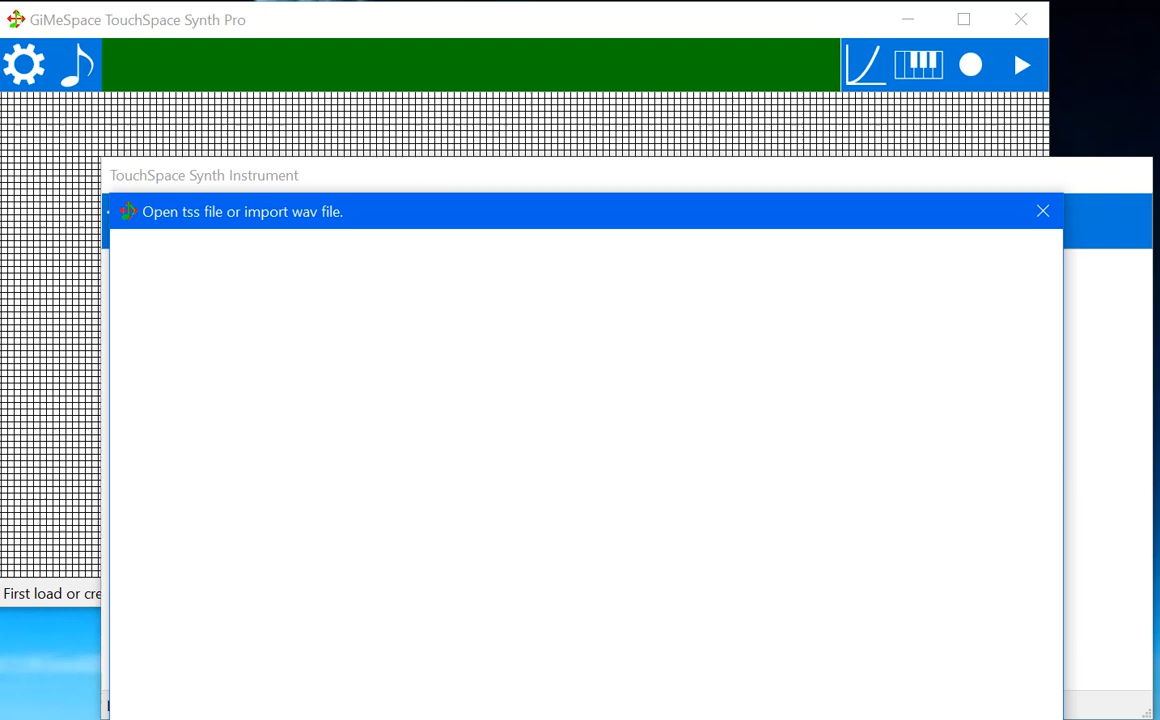 GiMeSpace TouchSpace Synth Pro
TouchSpace Synth Instrument
Open tss file or import wav file.
First load or cre